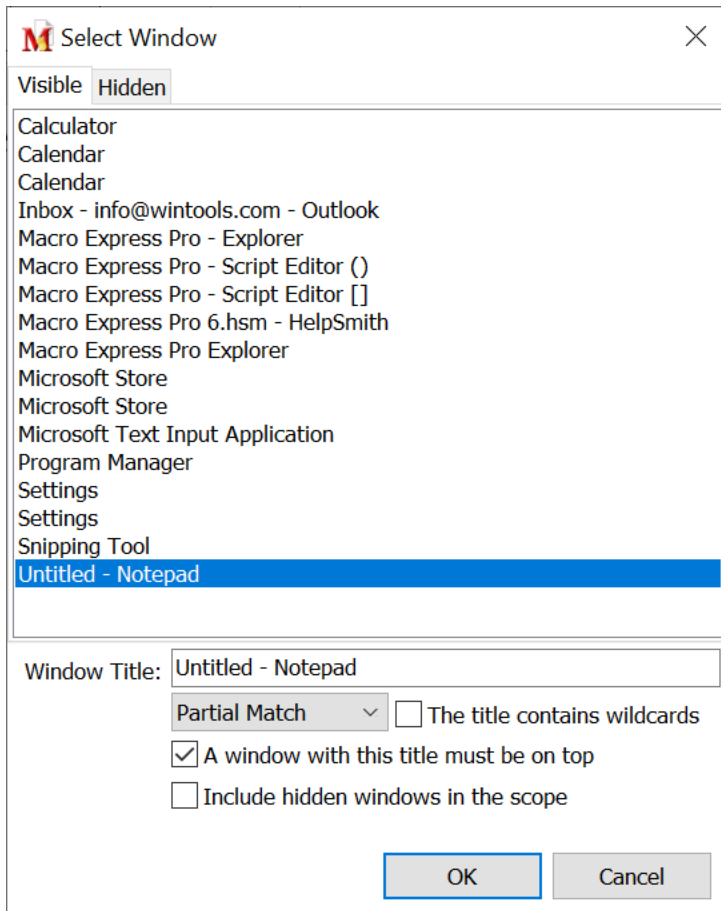 Select Window
Visible Hidden
Calculator
Calendar
Calendar
Inbox - info@wintools.com - Outlook
Macro Express Pro - Explorer
Macro Express Pro - Script Editor ()
Macro Express Pro - Script Editor []
Macro Express Pro 6.hsm - HelpSmith
Macro Express Pro Explorer
Microsoft Store
Microsoft Store
Microsoft Text Input Application
Program Manager
Settings
Settings
Snipping Tool
Untitled - Notepad
Window Title: Untitled - Notepad
Partial Match The title contains wildcards
A window with this title must be on top
Include hidden windows in the scope
OK Cancel